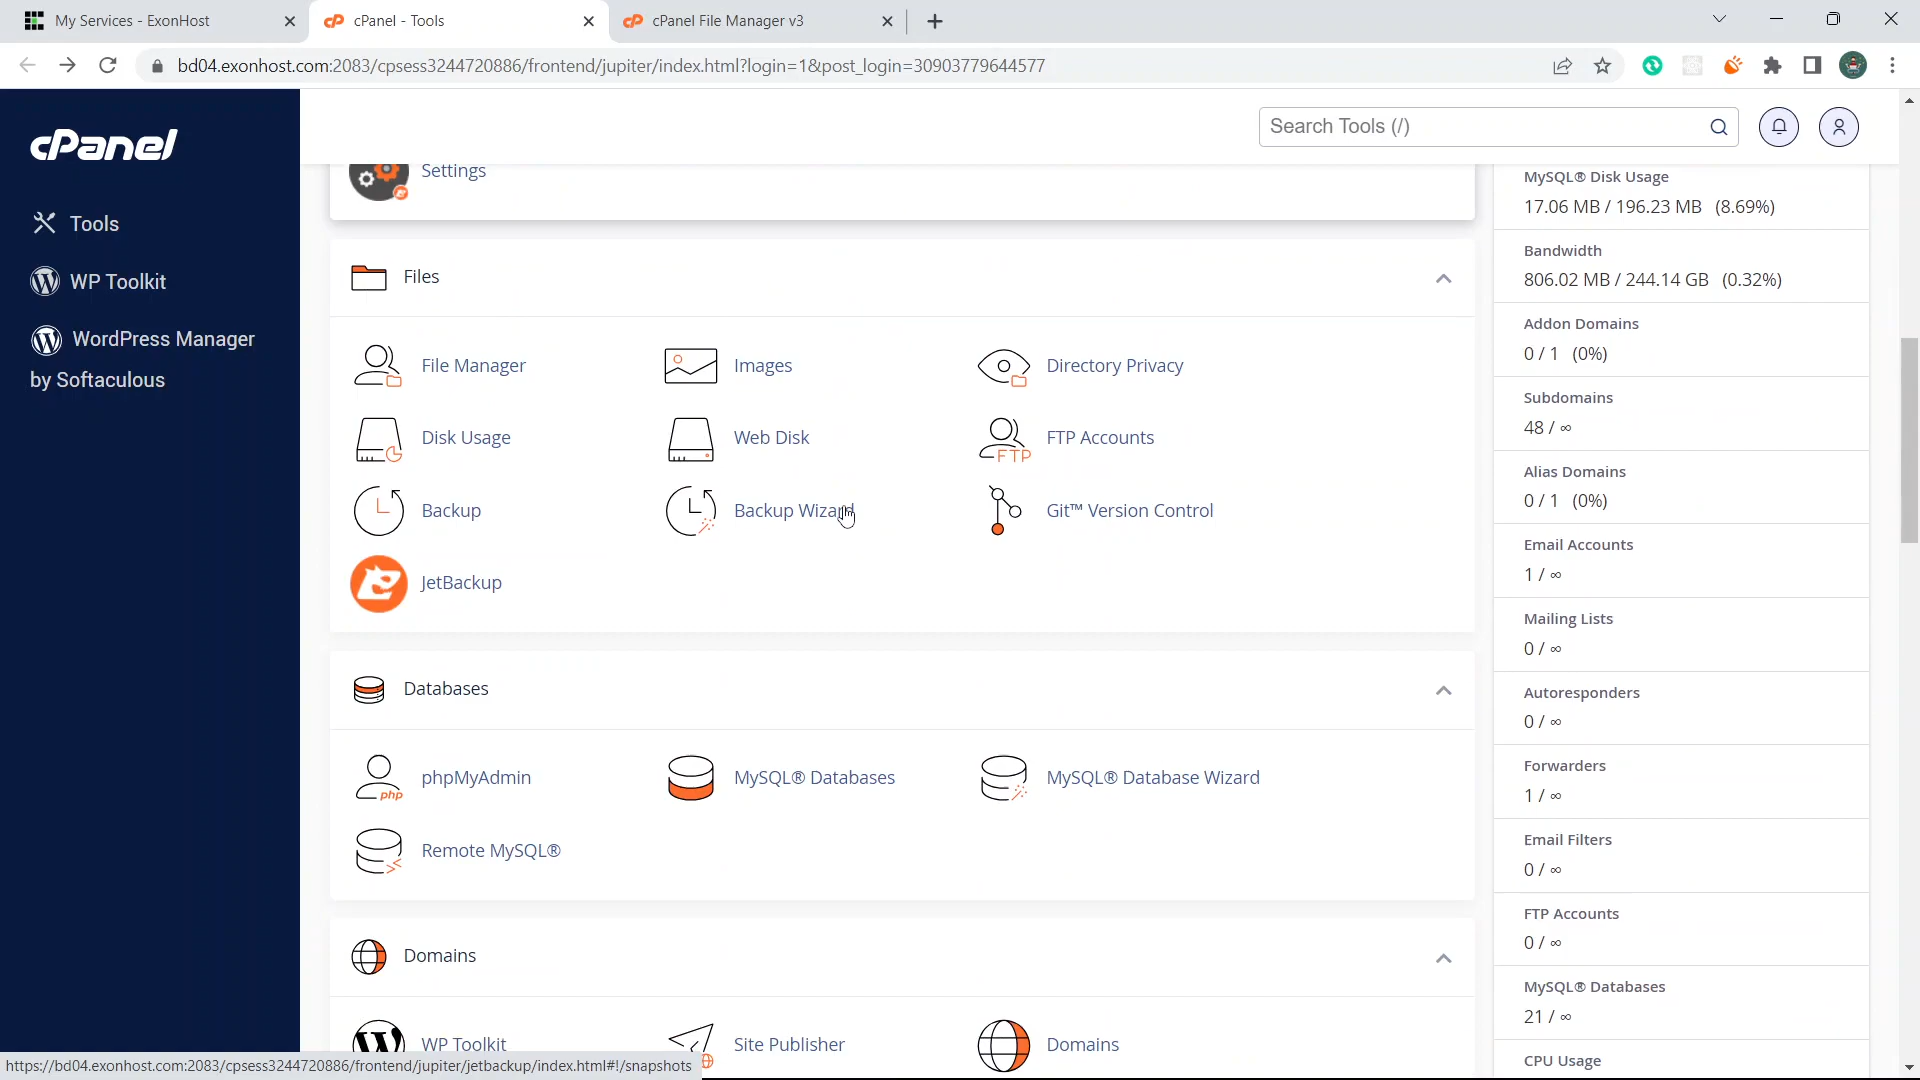 My Services - ExonHost
cPanel - Tools
cPanel File Manager v3
bd04.exonhost.com:2083/cpsess3244720886/frontend/jupiter/index.html?login=1&post_login=30903779644577
cPanel
Search Tools (/)
Tools
WP Toolkit
WordPress Manager
by Softaculous
Settings
Files
File Manager
Images
Directory Privacy
Disk Usage
Web Disk
FTP
FTP Accounts
Backup
Backup Wizard
Git™ Version Control
JetBackup
Databases
php
phpMyAdmin
MySQL® Databases
MySQL® Database Wizard
Remote MySQL®
Domains
WP Toolkit
Site Publisher
Domains
MySQL® Disk Usage
17.06 MB / 196.23 MB (8.69%)
Bandwidth
806.02 MB / 244.14 GB (0.32%)
Addon Domains
0 / 1 (0%)
Subdomains
48 / ∞
Alias Domains
0 / 1 (0%)
Email Accounts
1 / ∞
Mailing Lists
0 / ∞
Autoresponders
0 / ∞
Forwarders
1 / ∞
Email Filters
0 / ∞
FTP Accounts
0 / ∞
MySQL® Databases
21 / ∞
CPU Usage
https://bd04.exonhost.com:2083/cpsess3244720886/frontend/jupiter/jetbackup/index.html#!/snapshots